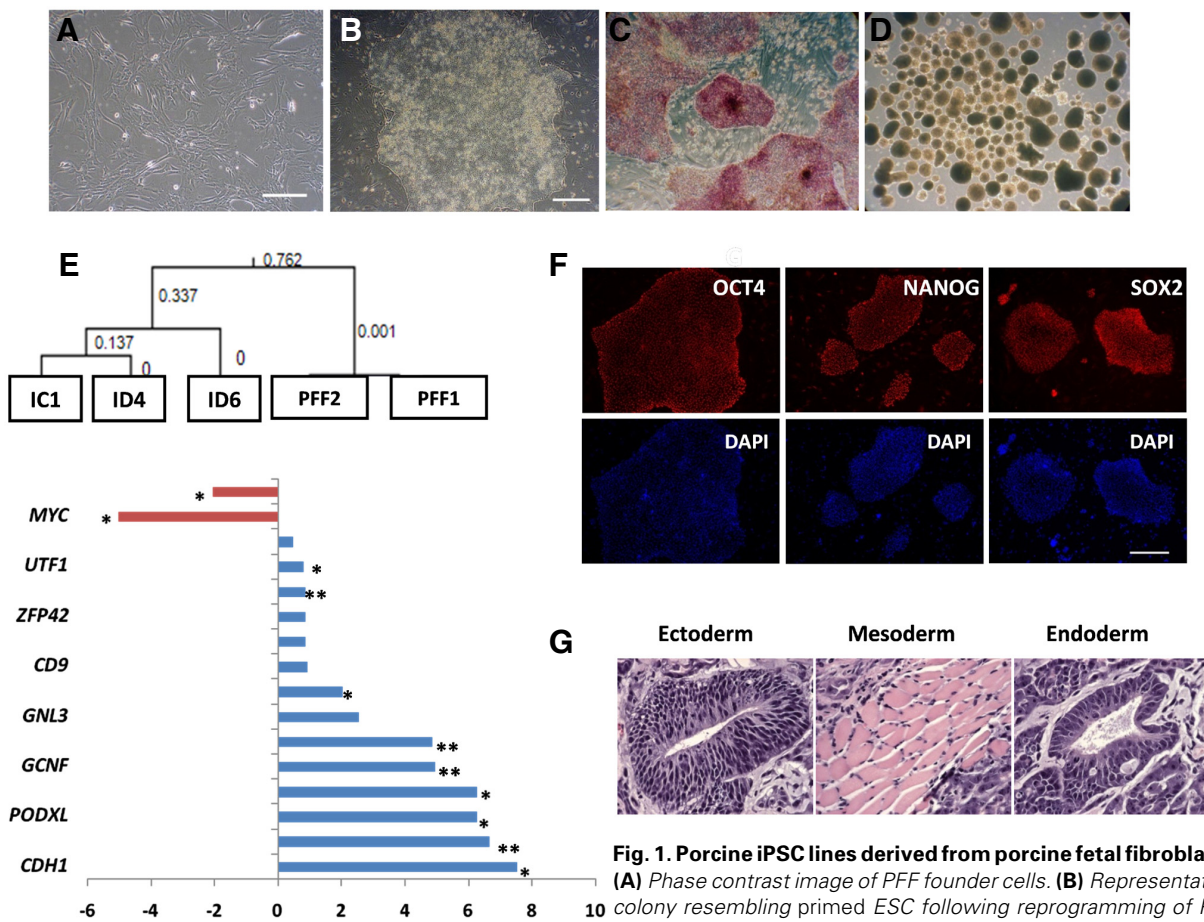 A
B
C
D
E
0.762
0.337
0.137
0
0
0.001
IC1
ID4
ID6
PFF2
PFF1
*
MYC
*
UTF1
*
**
ZFP42
CD9
*
GNL3
**
GCNF
**
*
PODXL
*
**
CDH1
*
-6 -4 -2 0 2 4 6 8 10
F
OCT4
NANOG
SOX2
DAPI
DAPI
DAPI
G
Ectoderm Mesoderm Endoderm
Fig. 1. Porcine iPSC lines derived from porcine fetal fibrobla
(A) Phase contrast image of PFF founder cells. (B) Representat
colony resembling primed ESC following reprogramming of